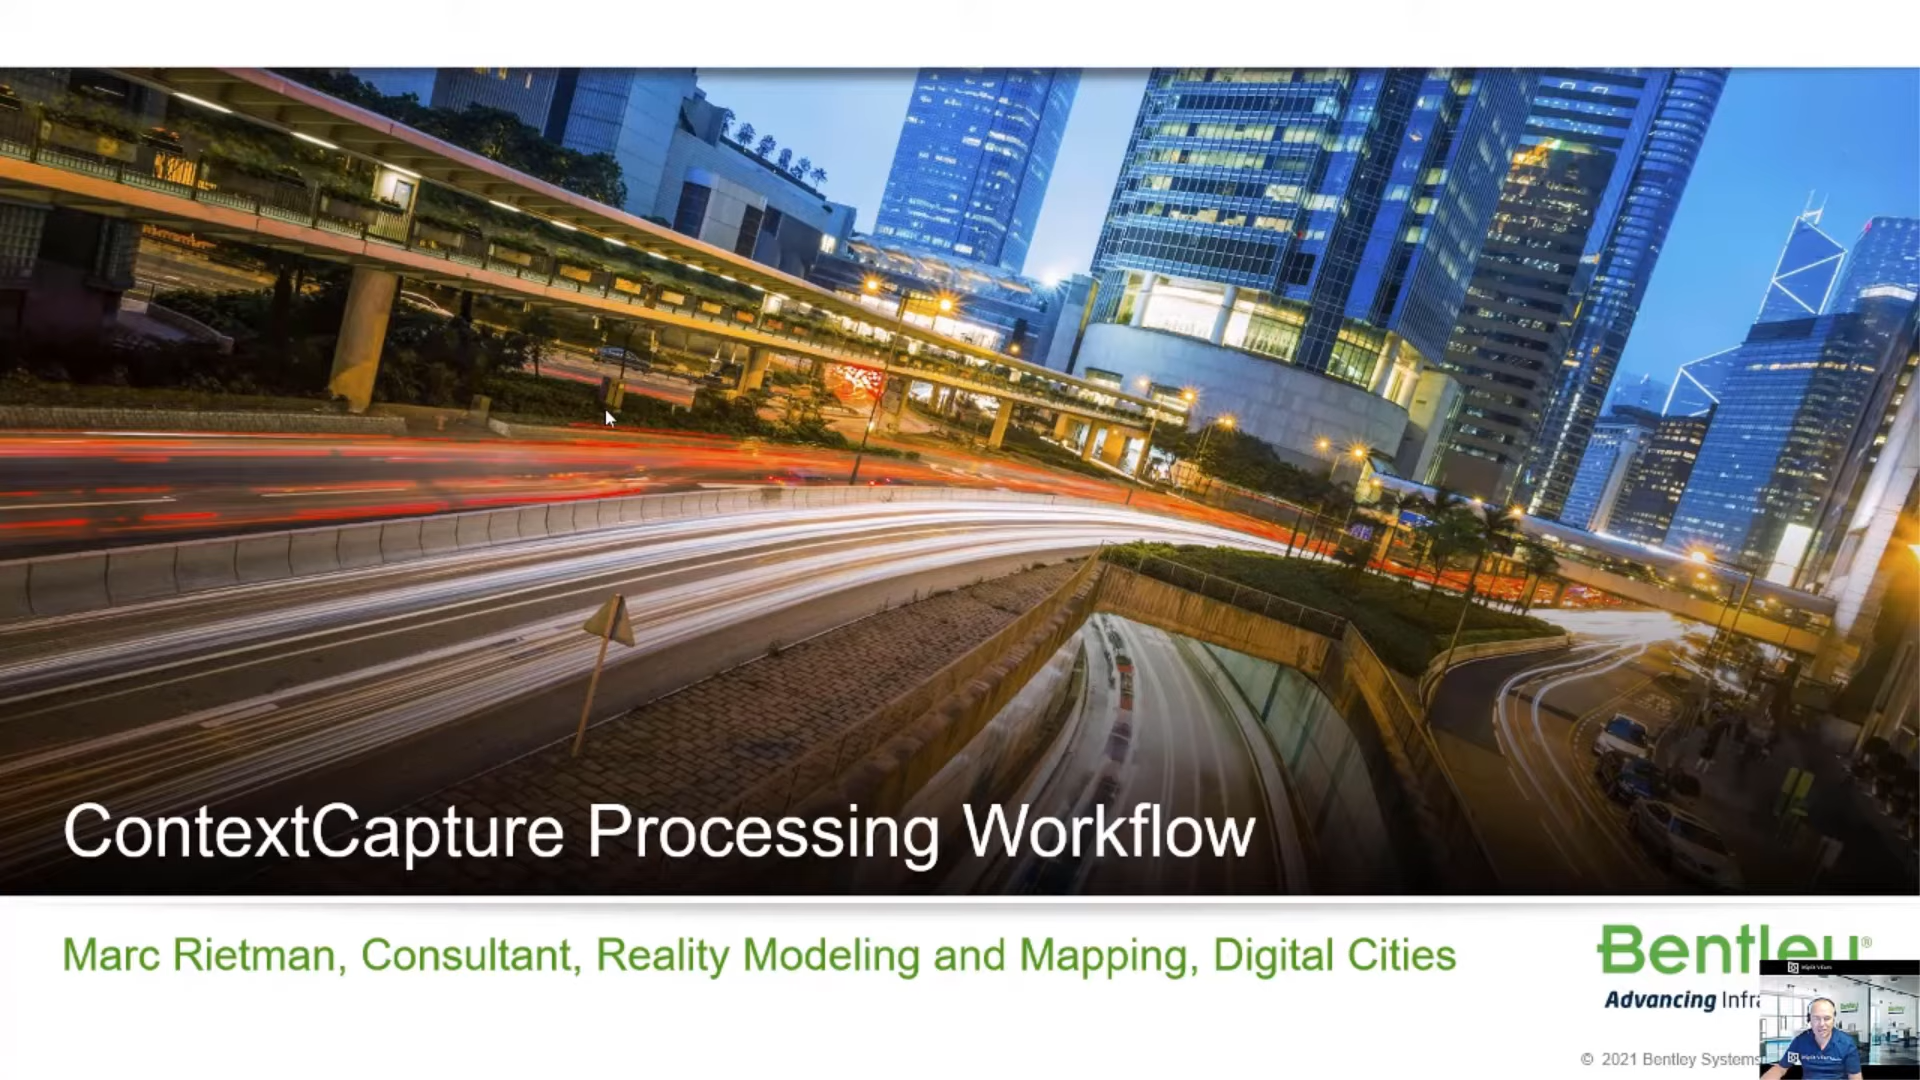 ContextCapture Processing Workflow
Marc Rietman, Consultant, Reality Modeling and Mapping, Digital Cities
Bentley®
Advancing
© 2021 Bentley Systems